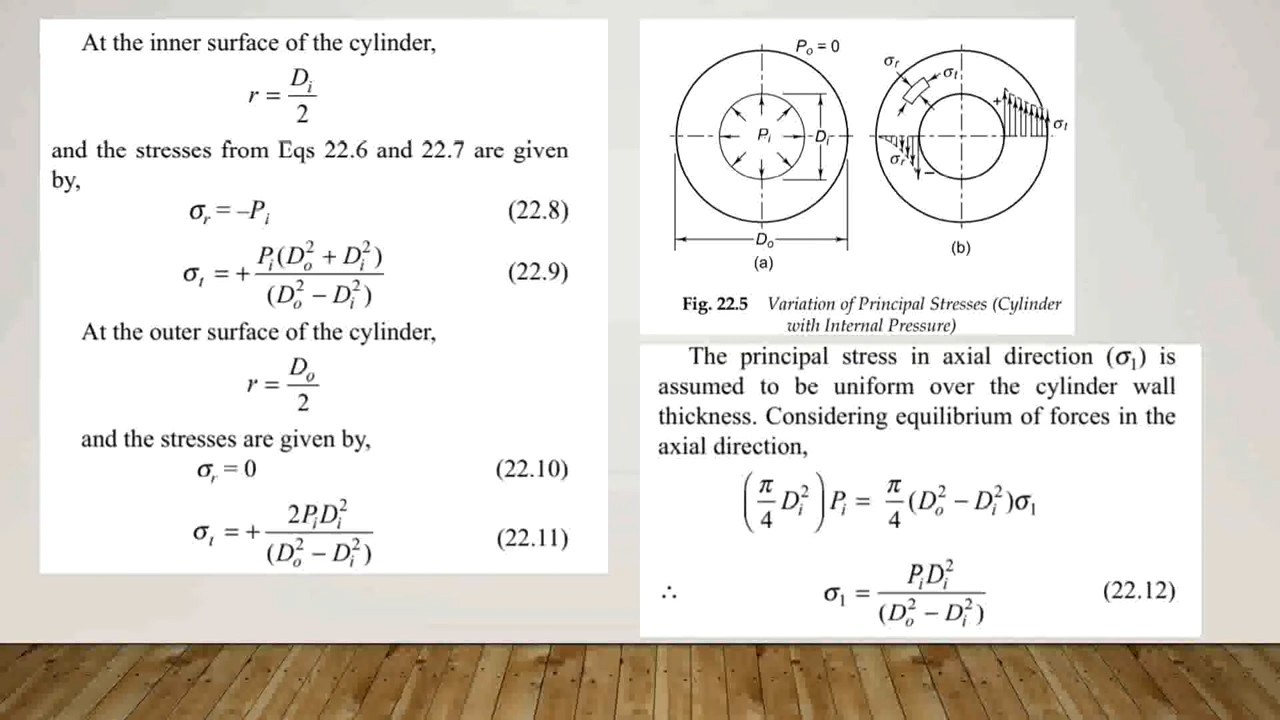 At the inner surface of the cylinder,
r = D_i / 2
and the stresses from Eqs 22.6 and 22.7 are given
by,
σ_r = –P_i (22.8)
σ_t = + P_i(D_o^2 + D_i^2) / (D_o^2 – D_i^2) (22.9)
At the outer surface of the cylinder,
r = D_o / 2
and the stresses are given by,
σ_r = 0 (22.10)
σ_t = + 2P_iD_i^2 / (D_o^2 – D_i^2) (22.11)
P_o = 0
P_i
D_i
D_o
(a)
σ_r
σ_t
+
σ_t
σ_r
–
(b)
Fig. 22.5 Variation of Principal Stresses (Cylinder
with Internal Pressure)
The principal stress in axial direction (σ_1) is
assumed to be uniform over the cylinder wall
thickness. Considering equilibrium of forces in the
axial direction,
(π/4 D_i^2) P_i = π/4 (D_o^2 – D_i^2)σ_1
∴ σ_1 = P_iD_i^2 / (D_o^2 – D_i^2) (22.12)